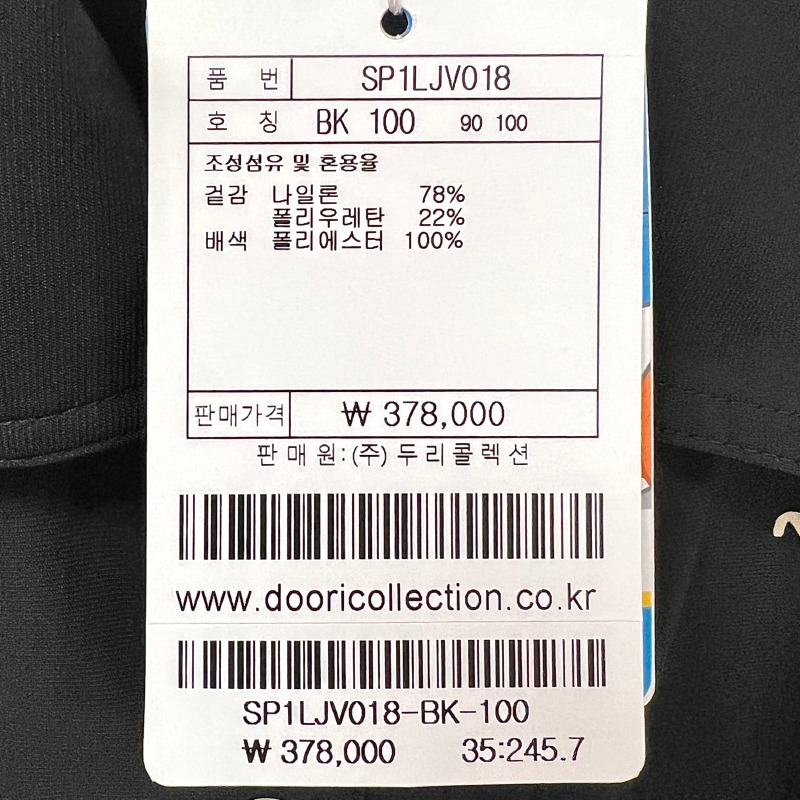 품 번 SP1LJV018
호 칭 BK 100 90 100
조성섬유 및 혼용율
겉감 나일론 78%
폴리우레탄 22%
배색 폴리에스터 100%
판매가격 ₩ 378,000
판매원:(주)두리콜렉션
www.dooricollection.co.kr
SP1LJV018-BK-100
₩ 378,000 35:245.7